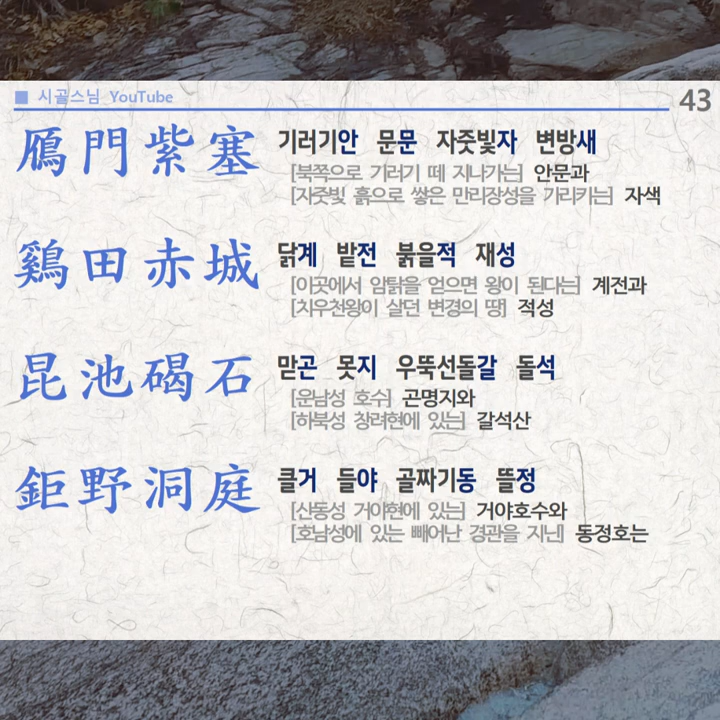 ■ 시골스님 YouTube
43
鴈門紫塞 기러기안 문문 자줏빛자 변방새
[북쪽으로 기러기 떼 지나가는] 안문과
[자줏빛 흙으로 쌓은 만리장성을 가리키는] 자색
鷄田赤城 닭계 밭전 붉을적 재성
[이곳에서 암탉을 얻으면 왕이 된다는] 계전과
[치우천왕이 살던 변경의 땅] 적성
昆池碣石 맏곤 못지 우뚝선돌갈 돌석
[운남성 호수] 곤명지와
[하북성 창려현에 있는] 갈석산
鉅野洞庭 클거 들야 골짜기동 뜰정
[산동성 거야현에 있는] 거야호수와
[호남성에 있는 빼어난 경관을 지닌] 동정호는